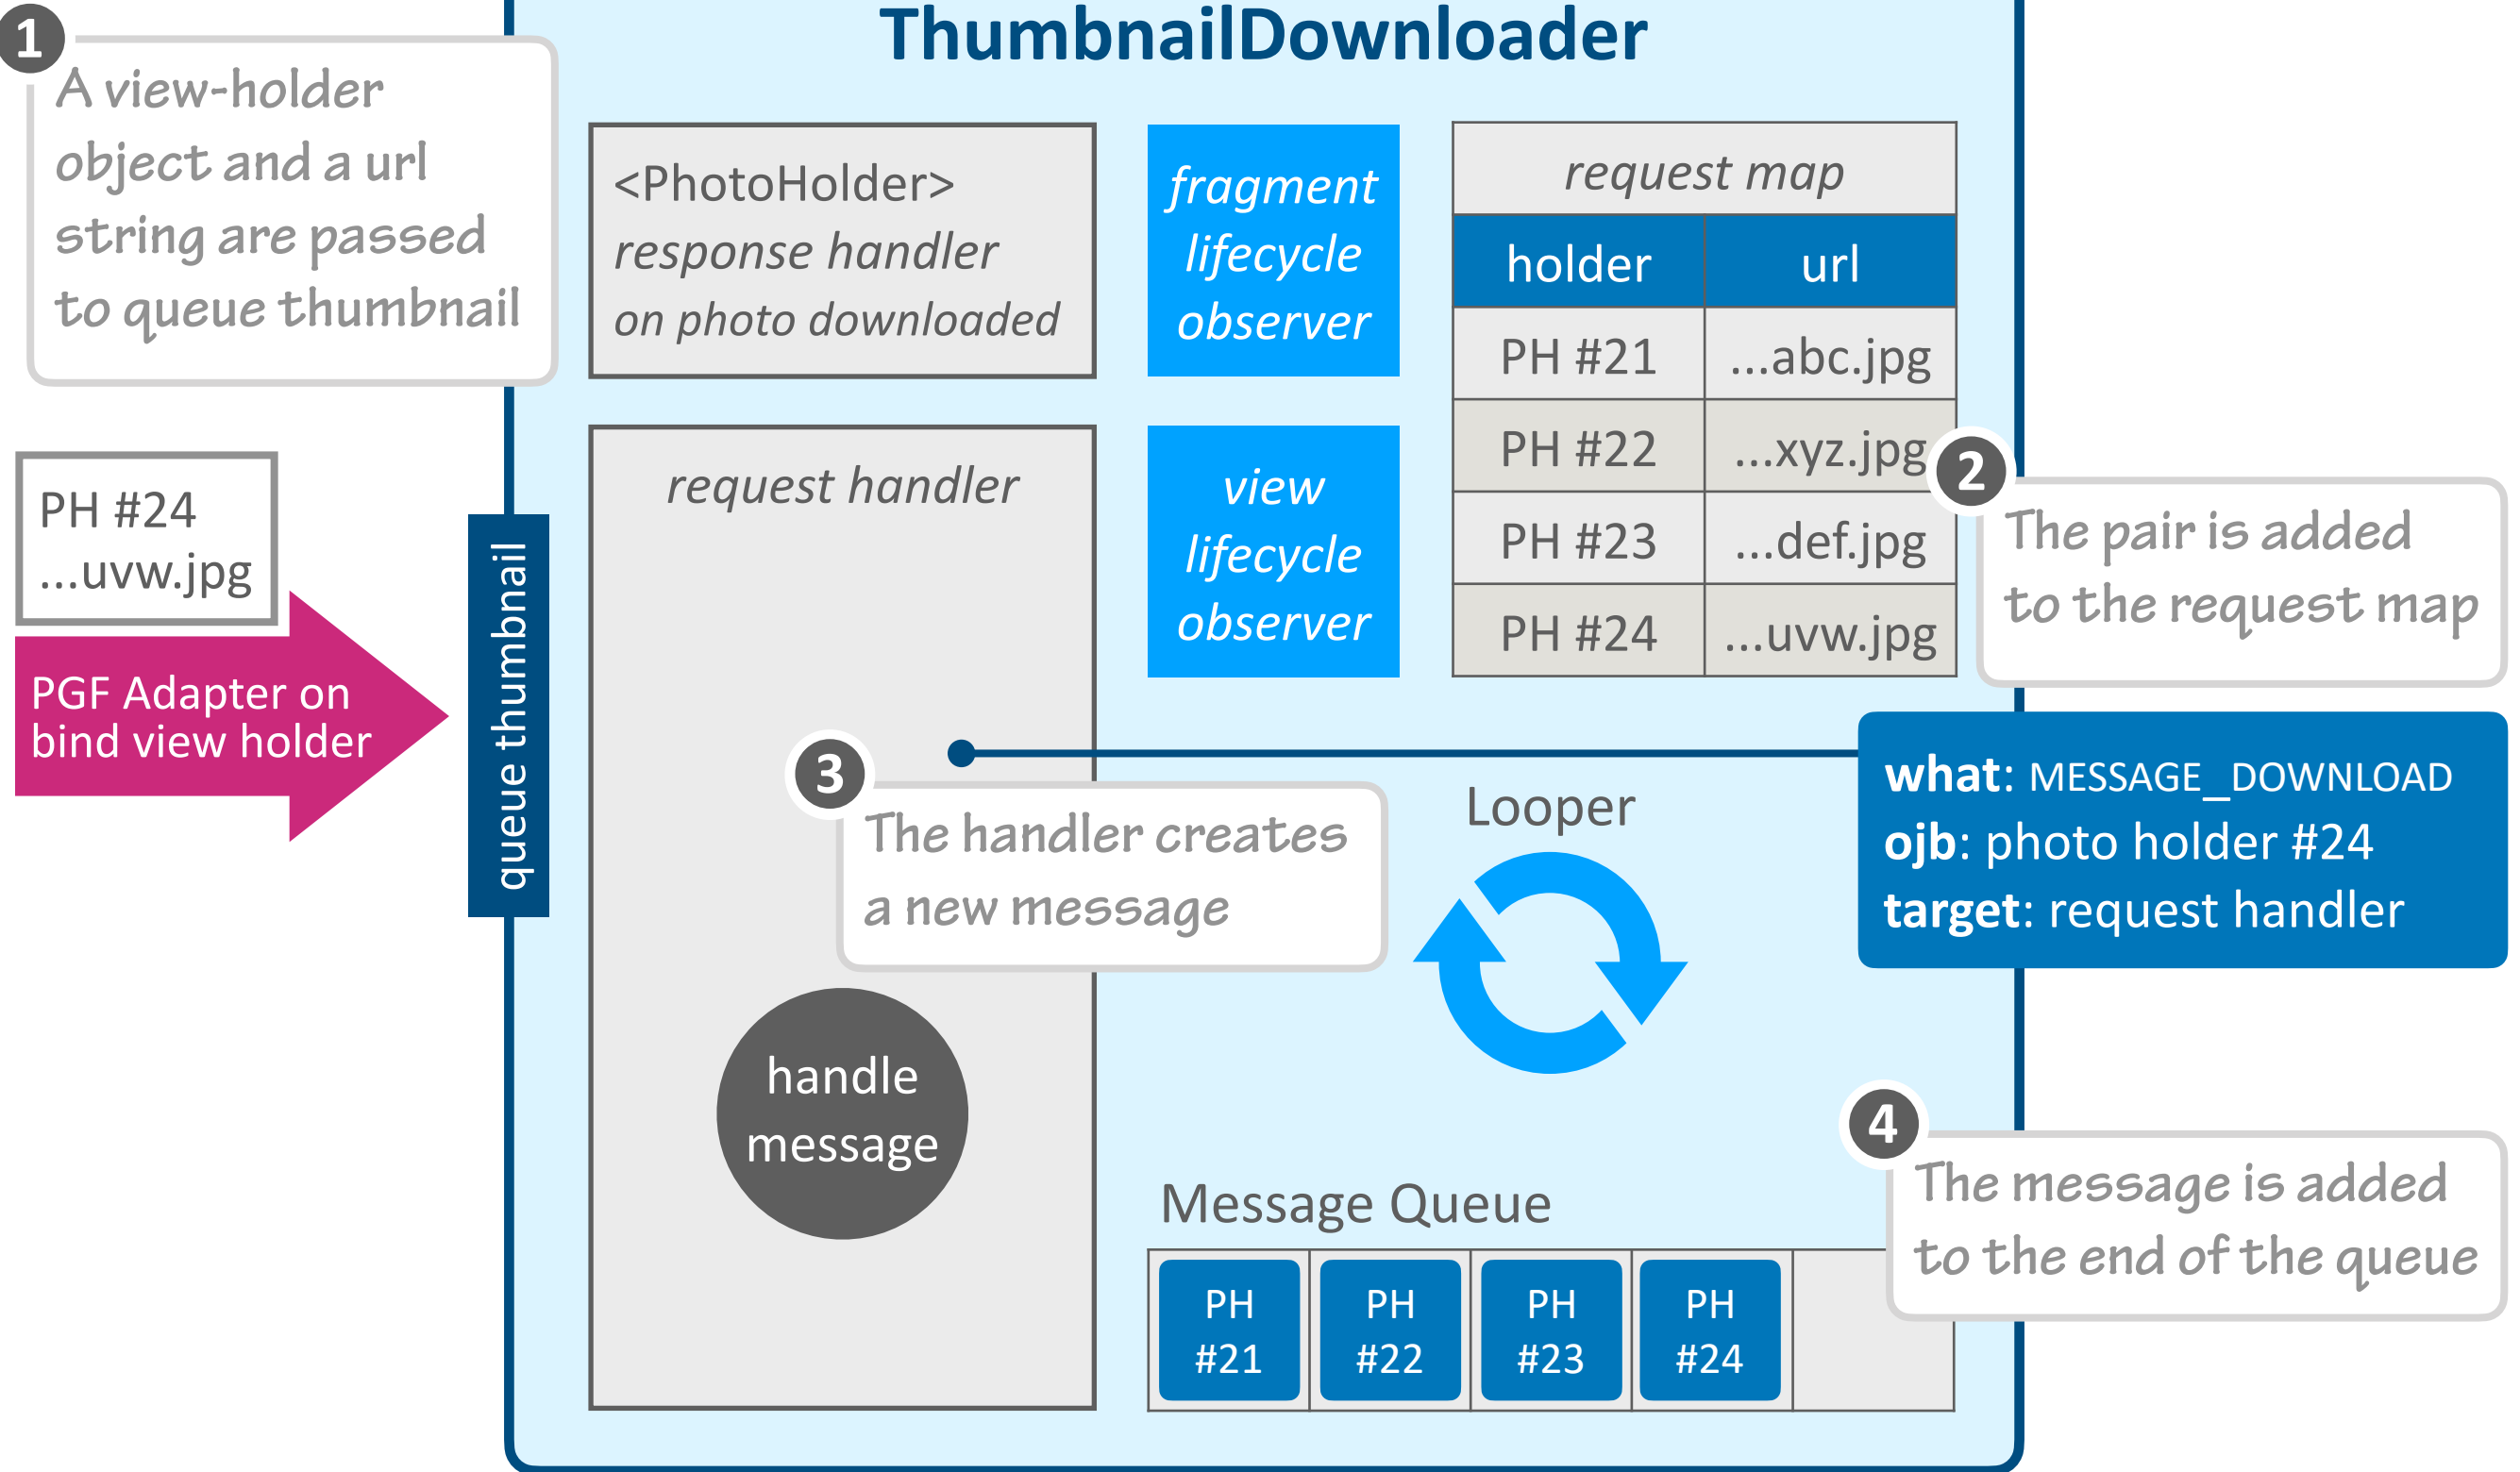 ThumbnailDownloader
1
A view-holder
object and a url
string are passed
to queue thumbnail
<PhotoHolder>
response handler
on photo downloaded
fragment
lifecycle
observer
request map
holder url
PH #21 ...abc.jpg
PH #22 ...xyz.jpg
PH #23 ...def.jpg
PH #24 ...uvw.jpg
2
The pair is added
to the request map
PH #24
...uvw.jpg
PGF Adapter on
bind view holder
queue thumbnail
request handler
view
lifecycle
observer
3
The handler creates
a new message
Looper
what: MESSAGE_DOWNLOAD
ojb: photo holder #24
target: request handler
handle
message
4
The message is added
to the end of the queue
Message Queue
PH
#21
PH
#22
PH
#23
PH
#24